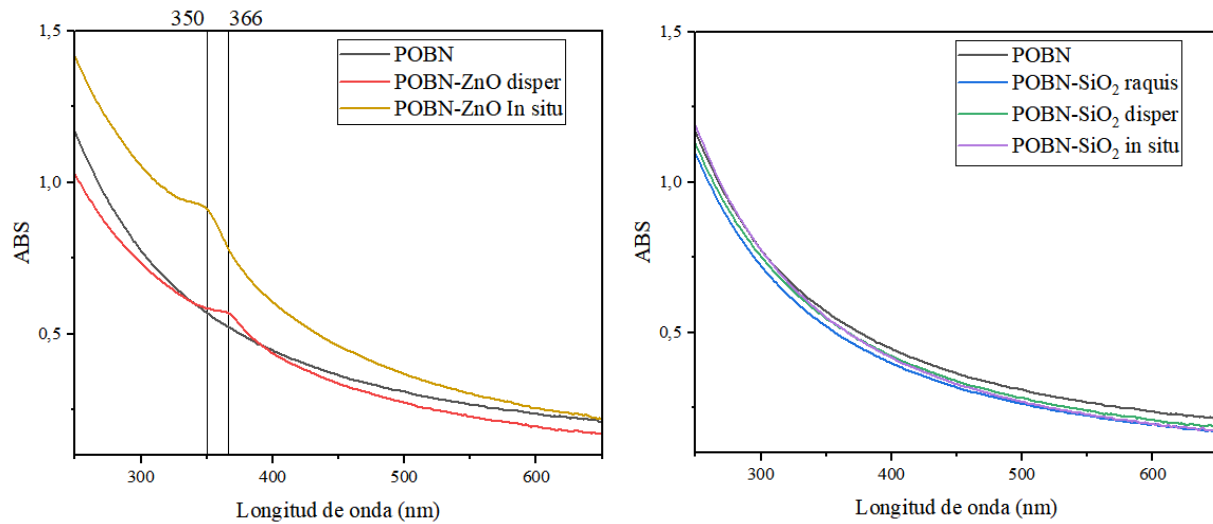 350 366
1,5
1,0
0,5
ABS
POBN
POBN-ZnO disper
POBN-ZnO In situ
300 400 500 600
Longitud de onda (nm)
1,5
1,0
0,5
ABS
POBN
POBN-SiO₂ raquis
POBN-SiO₂ disper
POBN-SiO₂ in situ
300 400 500 600
Longitud de onda (nm)